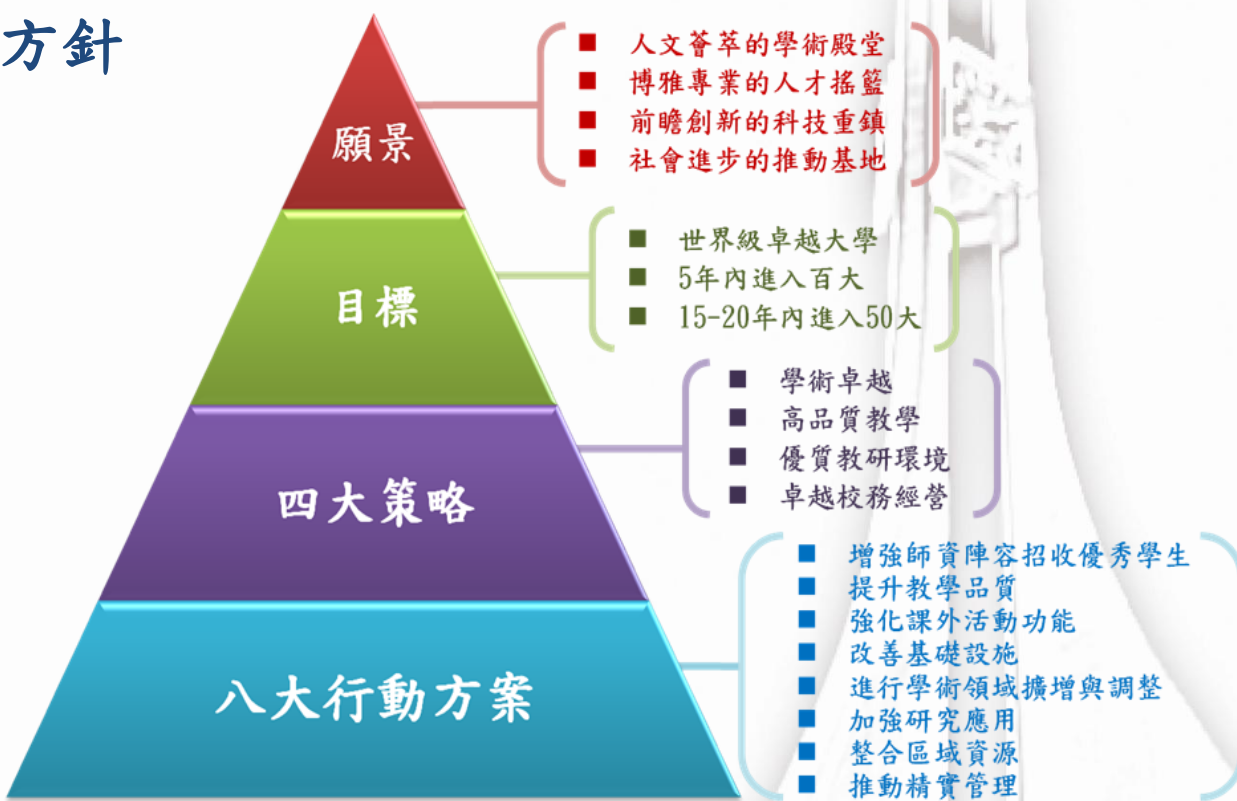 方針
願景
人文薈萃的學術殿堂
博雅專業的人才搖籃
前瞻創新的科技重鎮
社會進步的推動基地
目標
世界級卓越大學
5年內進入百大
15-20年內進入50大
四大策略
學術卓越
高品質教學
優質教研環境
卓越校務經營
八大行動方案
增強師資陣容招收優秀學生
提升教學品質
強化課外活動功能
改善基礎設施
進行學術領域擴增與調整
加強研究應用
整合區域資源
推動精實管理